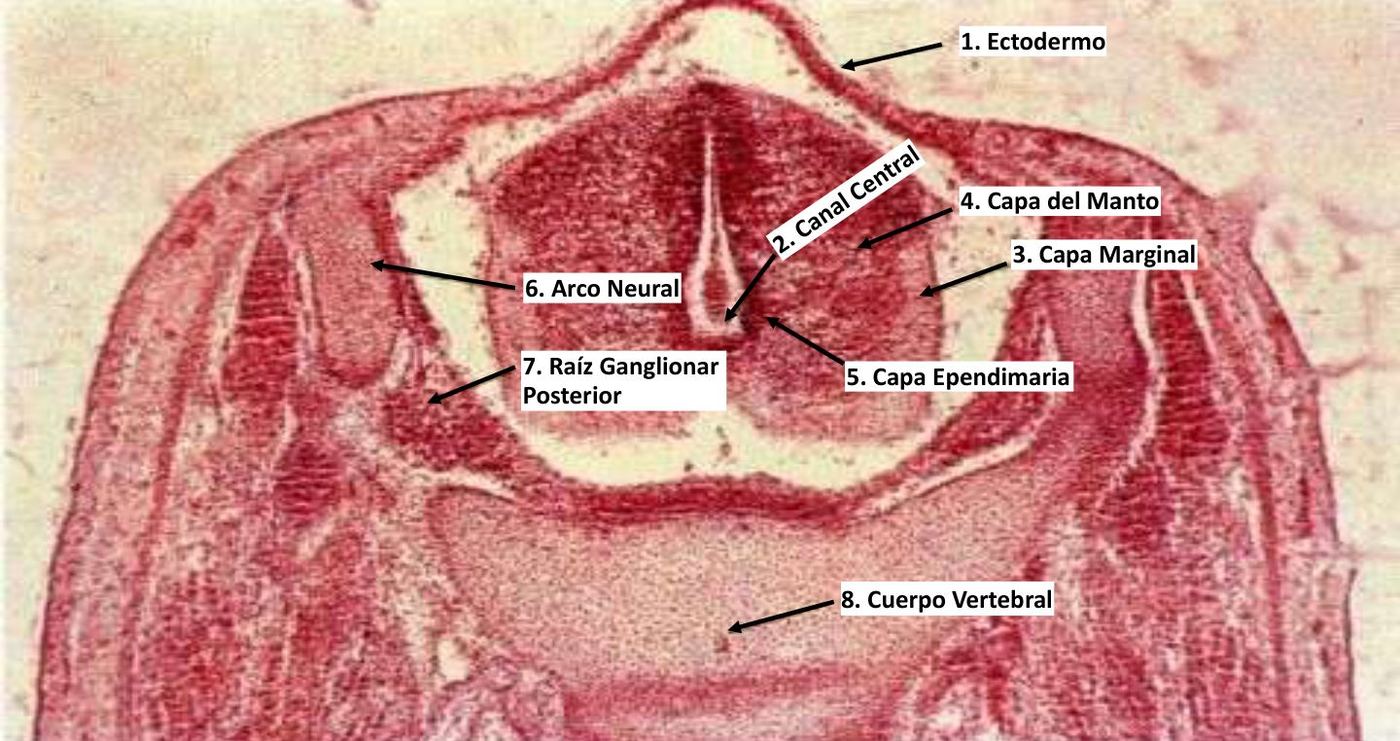 1. Ectodermo
2. Canal Central
4. Capa del Manto
3. Capa Marginal
6. Arco Neural
7. Raíz Ganglionar
Posterior
5. Capa Ependimaria
8. Cuerpo Vertebral